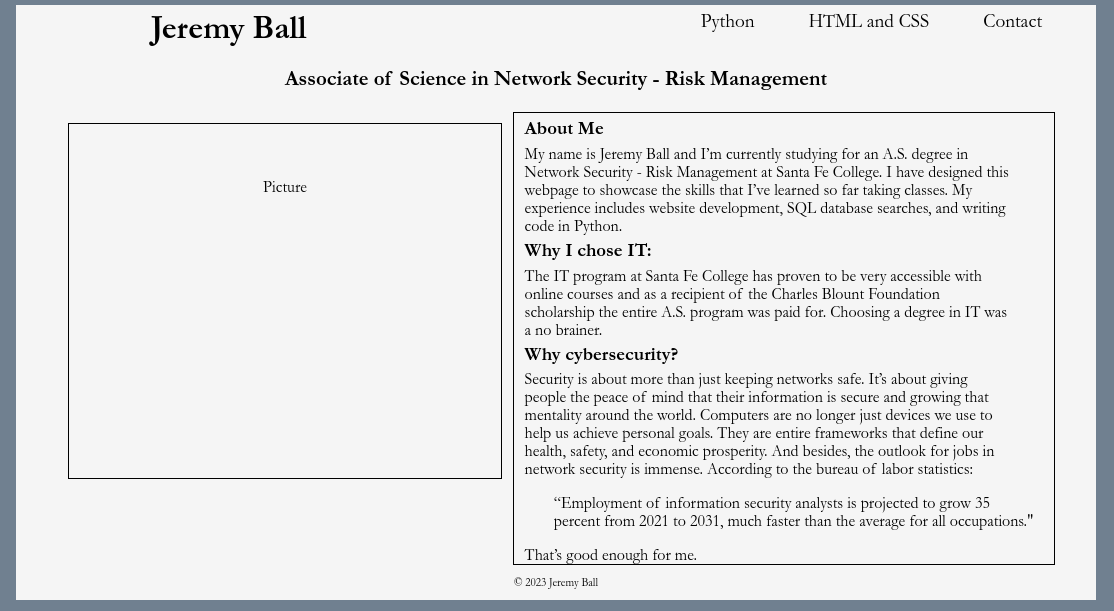 Jeremy Ball
Python
HTML and CSS
Contact
Associate of Science in Network Security - Risk Management
Picture
About Me
My name is Jeremy Ball and I’m currently studying for an A.S. degree in
Network Security - Risk Management at Santa Fe College. I have designed this
webpage to showcase the skills that I’ve learned so far taking classes. My
experience includes website development, SQL database searches, and writing
code in Python.
Why I chose IT:
The IT program at Santa Fe College has proven to be very accessible with
online courses and as a recipient of the Charles Blount Foundation
scholarship the entire A.S. program was paid for. Choosing a degree in IT was
a no brainer.
Why cybersecurity?
Security is about more than just keeping networks safe. It’s about giving
people the peace of mind that their information is secure and growing that
mentality around the world. Computers are no longer just devices we use to
help us achieve personal goals. They are entire frameworks that define our
health, safety, and economic prosperity. And besides, the outlook for jobs in
network security is immense. According to the bureau of labor statistics:
“Employment of information security analysts is projected to grow 35
percent from 2021 to 2031, much faster than the average for all occupations."
That’s good enough for me.
© 2023 Jeremy Ball